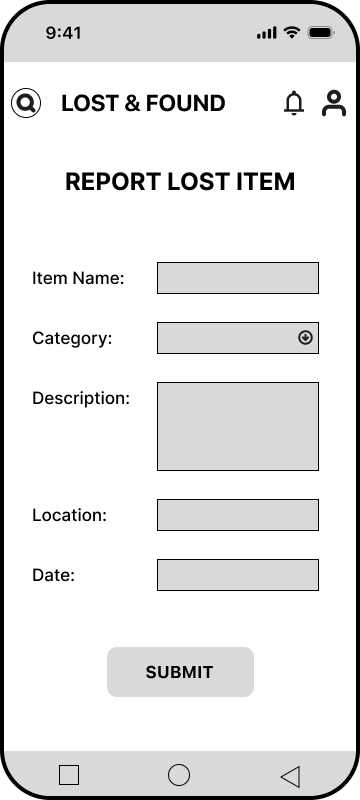 9:41
LOST & FOUND
REPORT LOST ITEM
Item Name:
Category:
Description:
Location:
Date:
SUBMIT